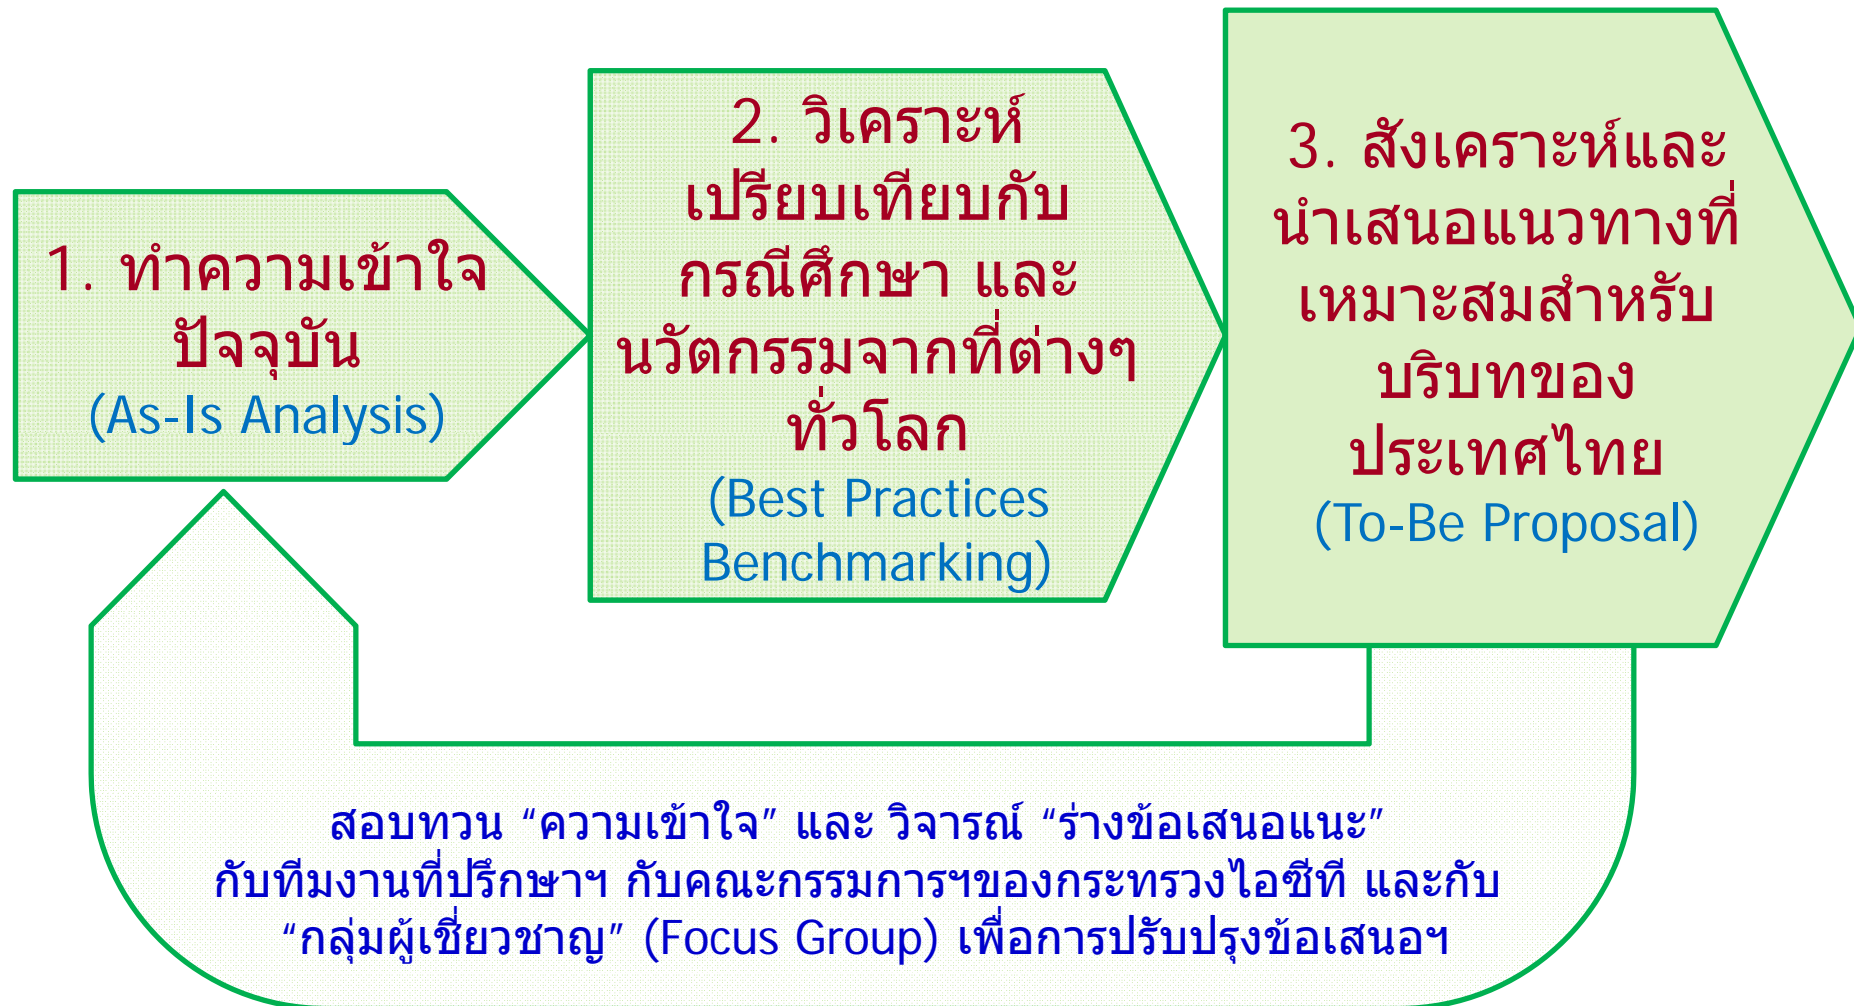 1. ทำความเข้าใจ
ปัจจุบัน
(As-Is Analysis)
2. วิเคราะห์
เปรียบเทียบกับ
กรณีศึกษา และ
นวัตกรรมจากที่ต่างๆ
ทั่วโลก
(Best Practices
Benchmarking)
3. สังเคราะห์และ
นำเสนอแนวทางที่
เหมาะสมสำหรับ
บริบทของ
ประเทศไทย
(To-Be Proposal)
สอบทวน “ความเข้าใจ” และ วิจารณ์ “ร่างข้อเสนอแนะ”
กับทีมงานที่ปรึกษาฯ กับคณะกรรมการฯของกระทรวงไอซีที และกับ
“กลุ่มผู้เชี่ยวชาญ” (Focus Group) เพื่อการปรับปรุงข้อเสนอฯ